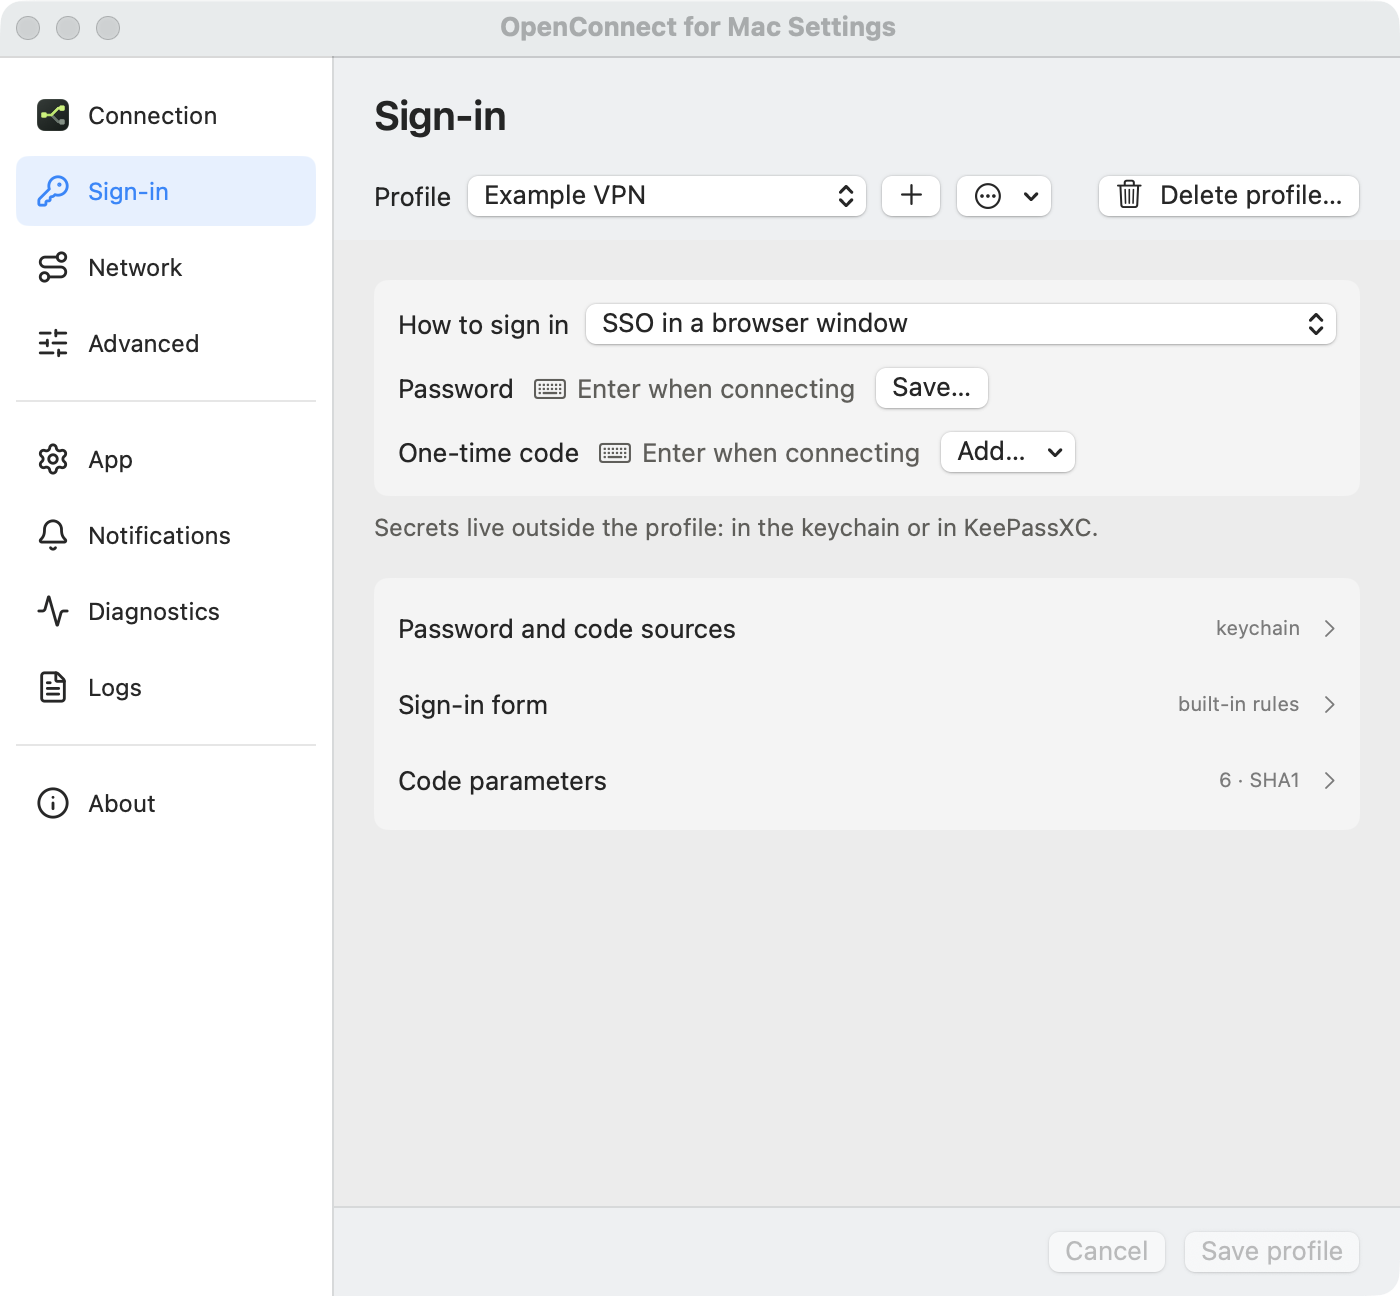 OpenConnect for Mac Settings
Connection
Sign-in
Network
Advanced
App
Notifications
Diagnostics
Logs
About
Sign-in
Profile Example VPN Delete profile...
How to sign in SSO in a browser window
Password Enter when connecting Save...
One-time code Enter when connecting Add...
Secrets live outside the profile: in the keychain or in KeePassXC.
Password and code sources keychain
Sign-in form built-in rules
Code parameters 6 · SHA1
Cancel Save profile